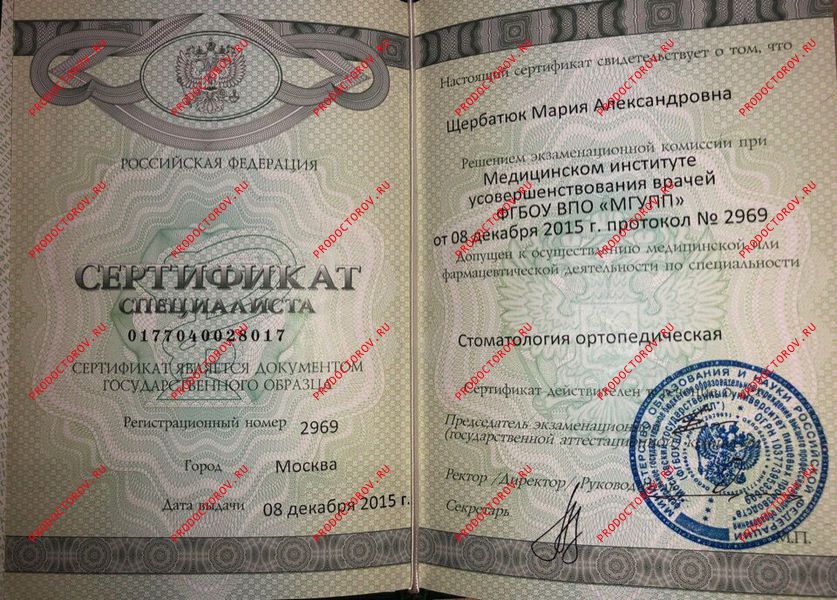 РОССИЙСКАЯ ФЕДЕРАЦИЯ
СЕРТИФИКАТ
СПЕЦИАЛИСТА
0177040028017
СЕРТИФИКАТ ЯВЛЯЕТСЯ ДОКУМЕНТОМ
ГОСУДАРСТВЕННОГО ОБРАЗЦА
Регистрационный номер 2969
Город Москва
Дата выдачи 08 декабря 2015 г.
Настоящий сертификат свидетельствует о том, что
Щербатюк Мария Александровна
Решением экзаменационной комиссии при
Медицинском институте
усовершенствования врачей
ФГБОУ ВПО «МГУПП»
от 08 декабря 2015 г. протокол № 2969
Допущен к осуществлению медицинской или
фармацевтической деятельности по специальности
Стоматология ортопедическая
Сертификат действителен
Председатель экзаменационной
(государственной аттестационной
Ректор /Директор /Руковод
Секретарь
М.П.
PRODOCTOROV.RU